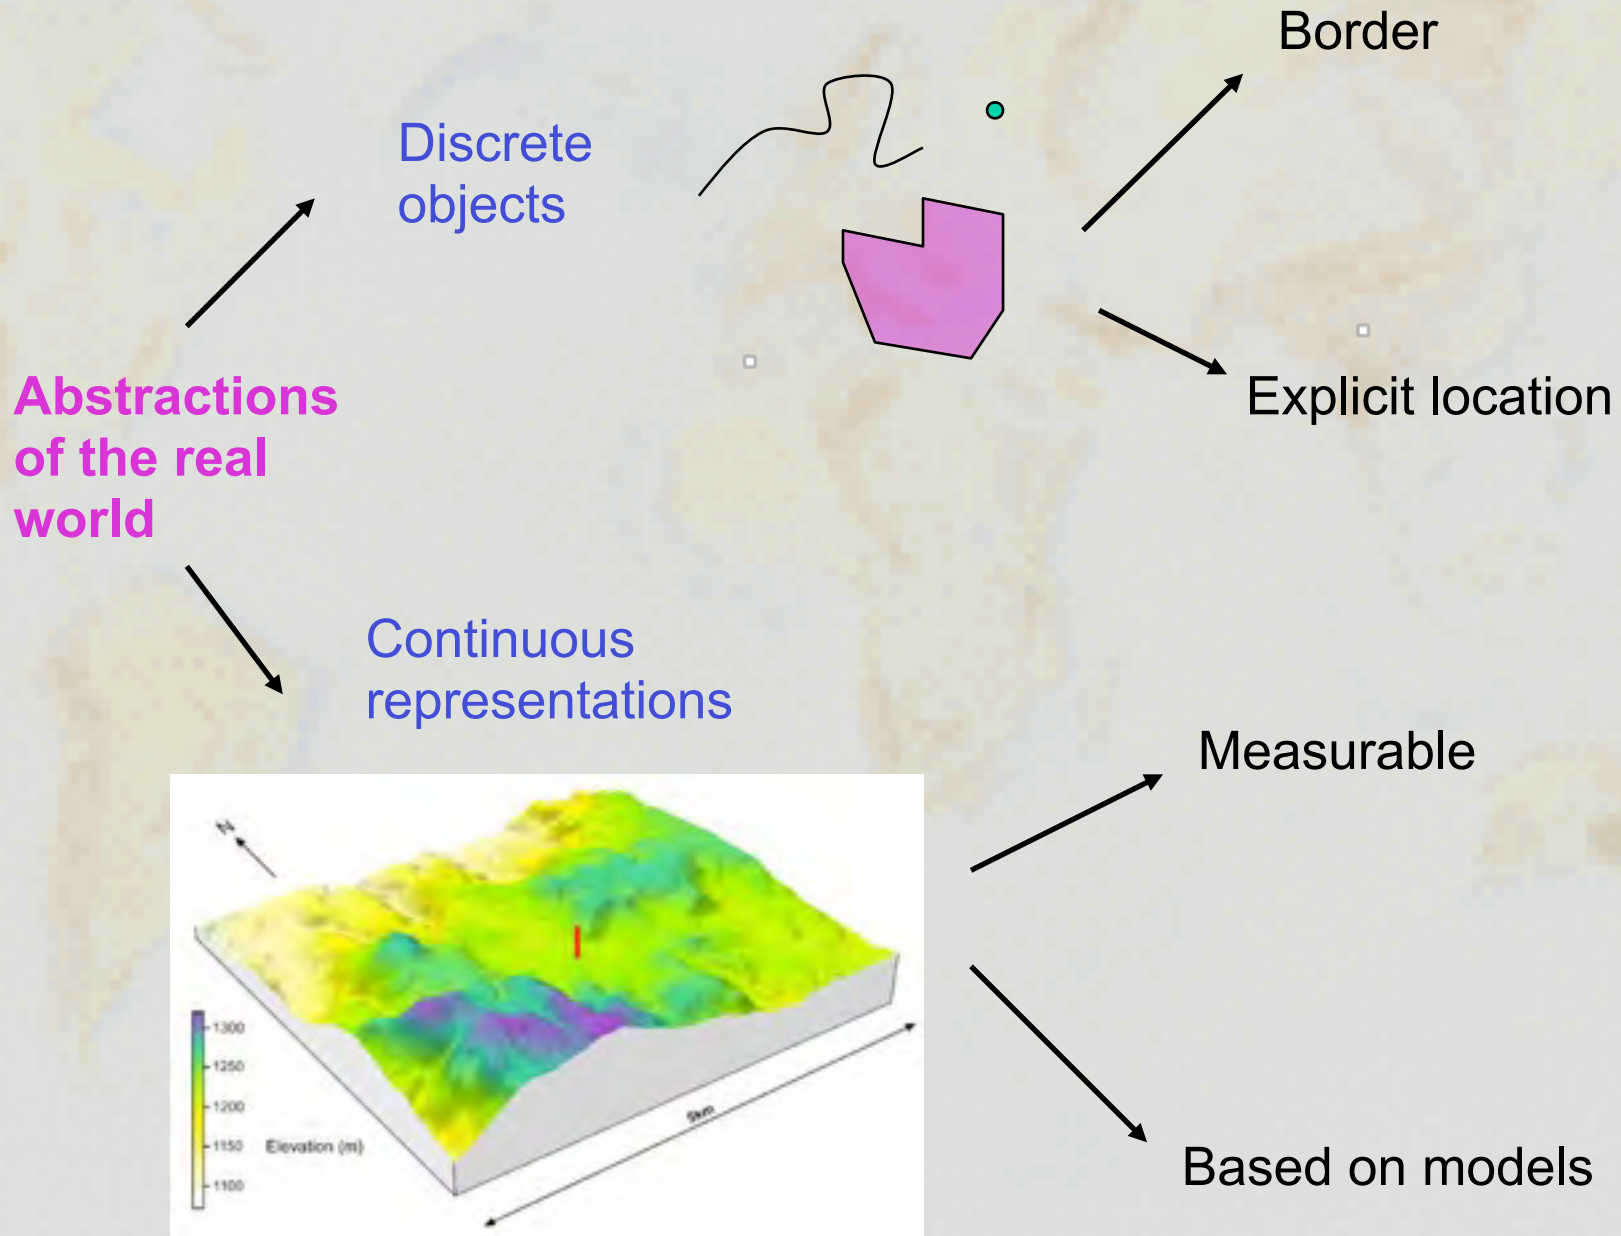 Border
Discrete
objects
Explicit location
Abstractions
of the real
world
Continuous
representations
Measurable
N
1300
1250
1200
1150
1100
Elevation (m)
5km
Based on models